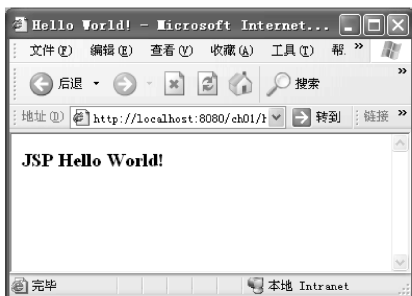 Hello World! - Microsoft Internet...
文件(F) 编辑(E) 查看(V) 收藏(A) 工具(T) 帮 »
后退 搜索 »
地址(D) http://localhost:8080/ch01/ 转到 链接 »
JSP Hello World!
完毕 本地 Intranet